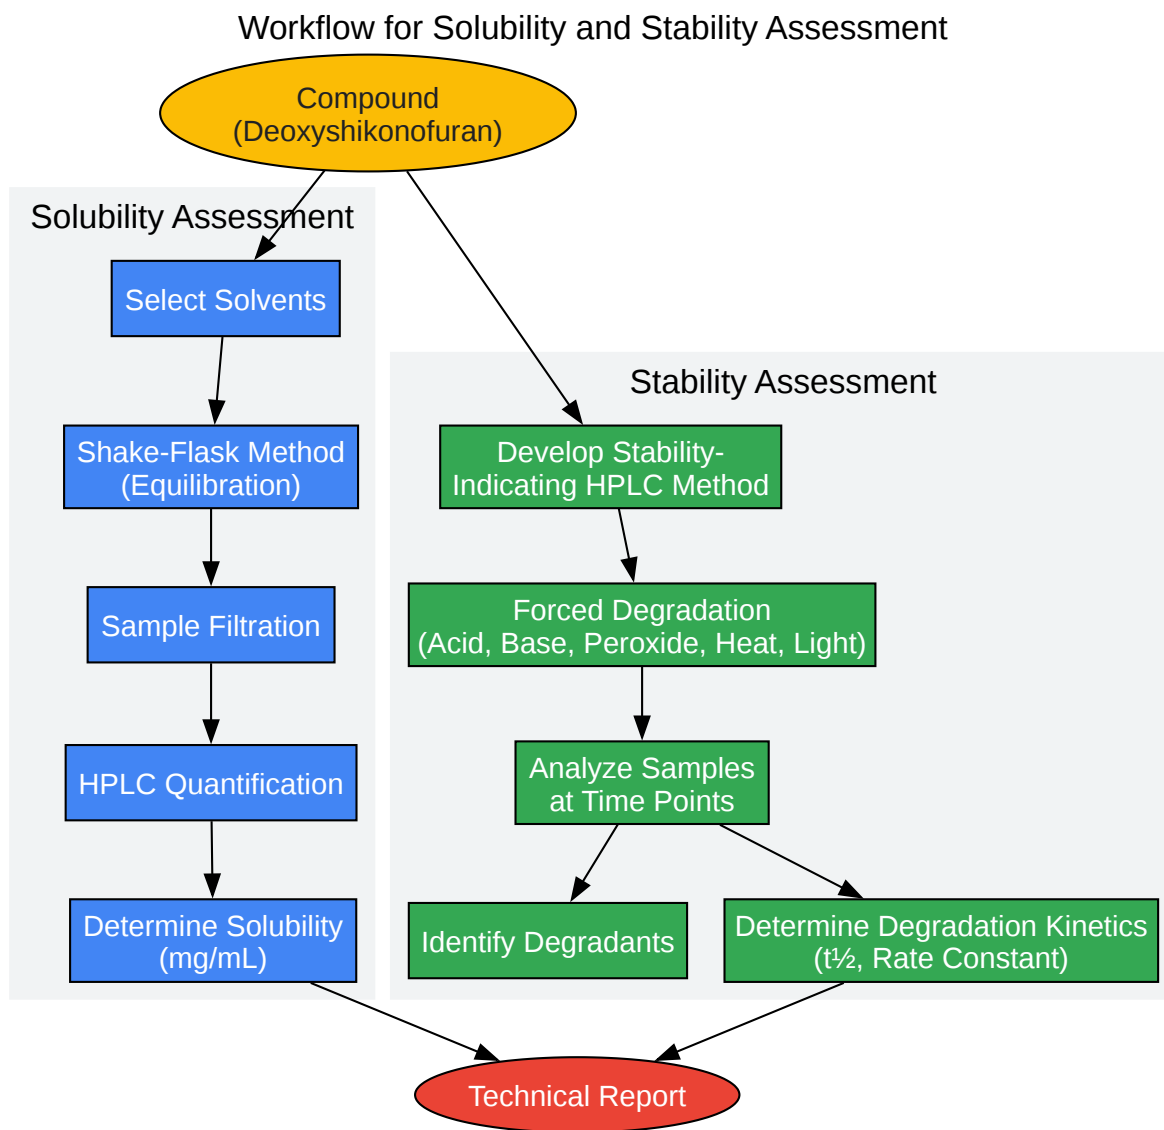 Workflow for Solubility and Stability Assessment
Compound
(Deoxyshikonofuran)
Solubility Assessment
Select Solvents
Shake-Flask Method
(Equilibration)
Sample Filtration
HPLC Quantification
Determine Solubility
(mg/mL)
Stability Assessment
Develop Stability-
Indicating HPLC Method
Forced Degradation
(Acid, Base, Peroxide, Heat, Light)
Analyze Samples
at Time Points
Identify Degradants
Determine Degradation Kinetics
(t½, Rate Constant)
Technical Report